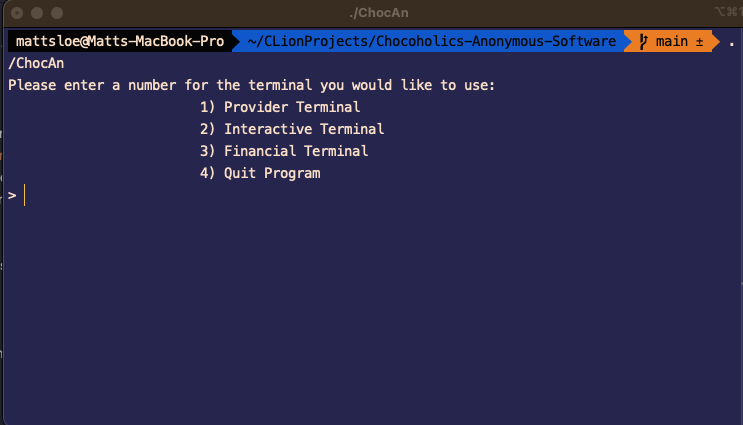 ./ChocAn
⌥⌘1
mattsloe@Matts-MacBook-Pro ~/CLionProjects/Chocoholics-Anonymous-Software main ± .
/ChocAn
Please enter a number for the terminal you would like to use:
1) Provider Terminal
2) Interactive Terminal
3) Financial Terminal
4) Quit Program
>